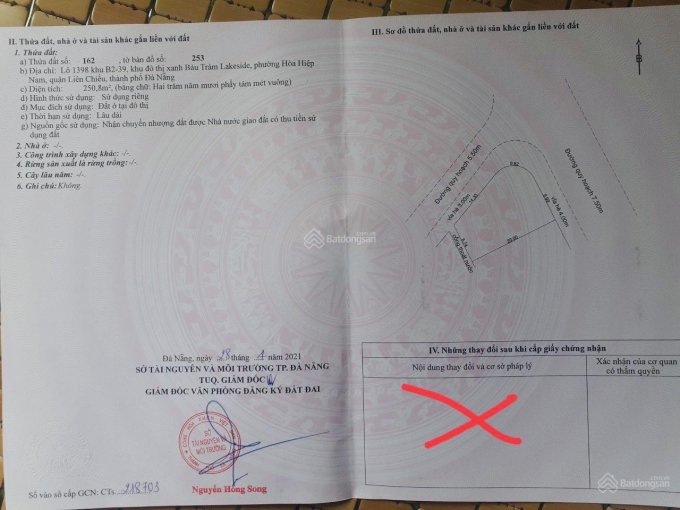 II. Thửa đất, nhà ở và tài sản khác gắn liền với đất
1. Thửa đất:
a) Thửa đất số: 162 , tờ bản đồ số: 253
b) Địa chỉ: Lô 1398 khu B2-39, khu đô thị xanh Bàu Tràm Lakeside, phường Hòa Hiệp
Nam, quận Liên Chiểu, thành phố Đà Nẵng
c) Diện tích: 250,8m², (bằng chữ: Hai trăm năm mươi phẩy tám mét vuông)
d) Hình thức sử dụng: Sử dụng riêng
đ) Mục đích sử dụng: Đất ở tại đô thị
e) Thời hạn sử dụng: Lâu dài
g) Nguồn gốc sử dụng: Nhận chuyển nhượng đất được Nhà nước giao đất có thu tiền sử
dụng đất
2. Nhà ở: -/-
3. Công trình xây dựng khác: -/-
4. Rừng sản xuất là rừng trồng: -/-
5. Cây lâu năm: -/-
6. Ghi chú: Không.
Đà Nẵng, ngày 28 tháng 4 năm 2021
SỞ TÀI NGUYÊN VÀ MÔI TRƯỜNG TP. ĐÀ NẴNG
TUQ. GIÁM ĐỐC
GIÁM ĐỐC VĂN PHÒNG ĐĂNG KÝ ĐẤT ĐAI
SỞ
TÀI NGUYÊN VÀ
MÔI TRƯỜNG
Nguyễn Hồng Song
Số vào sổ cấp GCN: CTs 218703
III. Sơ đồ thửa đất, nhà ở và tài sản khác gắn liền với đất
B
Đường quy hoạch 5.50m
vỉa hè 3.00m
Đường quy hoạch 7.50m
vỉa hè 4.00m
IV. Những thay đổi sau khi cấp giấy chứng nhận
Nội dung thay đổi và cơ sở pháp lý
Xác nhận của cơ quan
có thẩm quyền
Batdongsan
.com.vn
Batdongsan